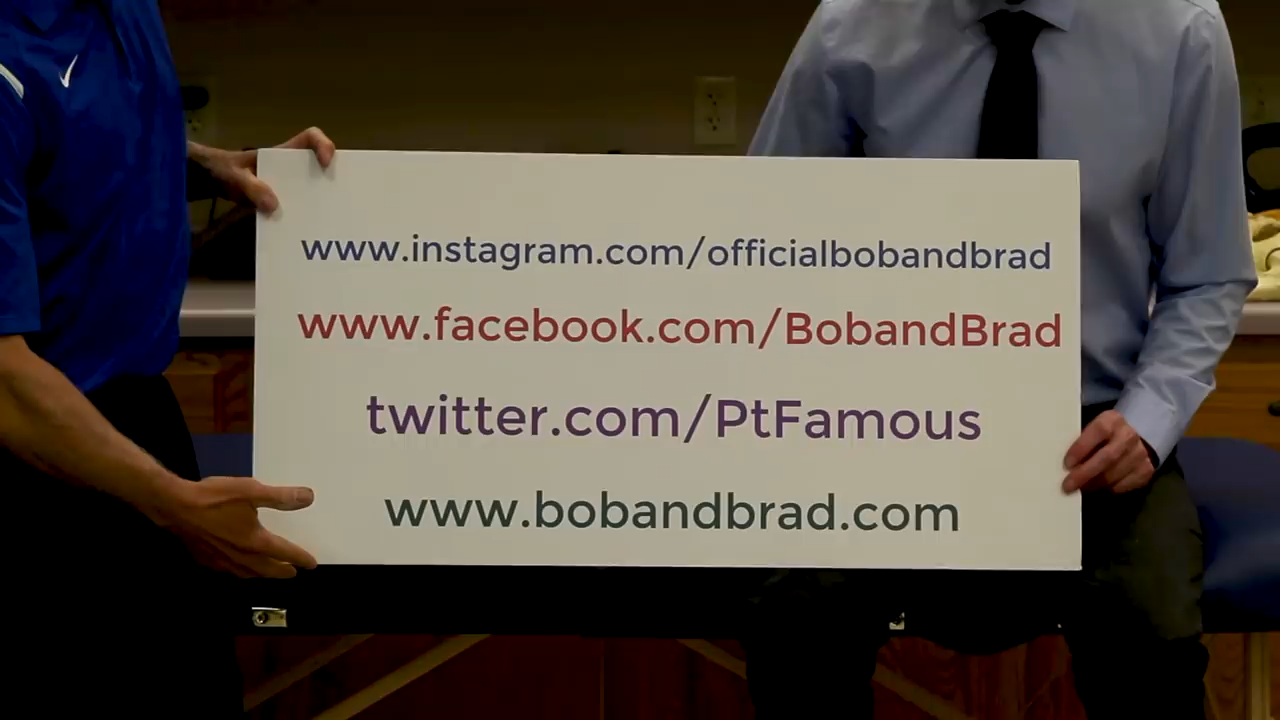 www.instagram.com/officialbobandbrad
www.facebook.com/BobandBrad
twitter.com/PtFamous
www.bobandbrad.com